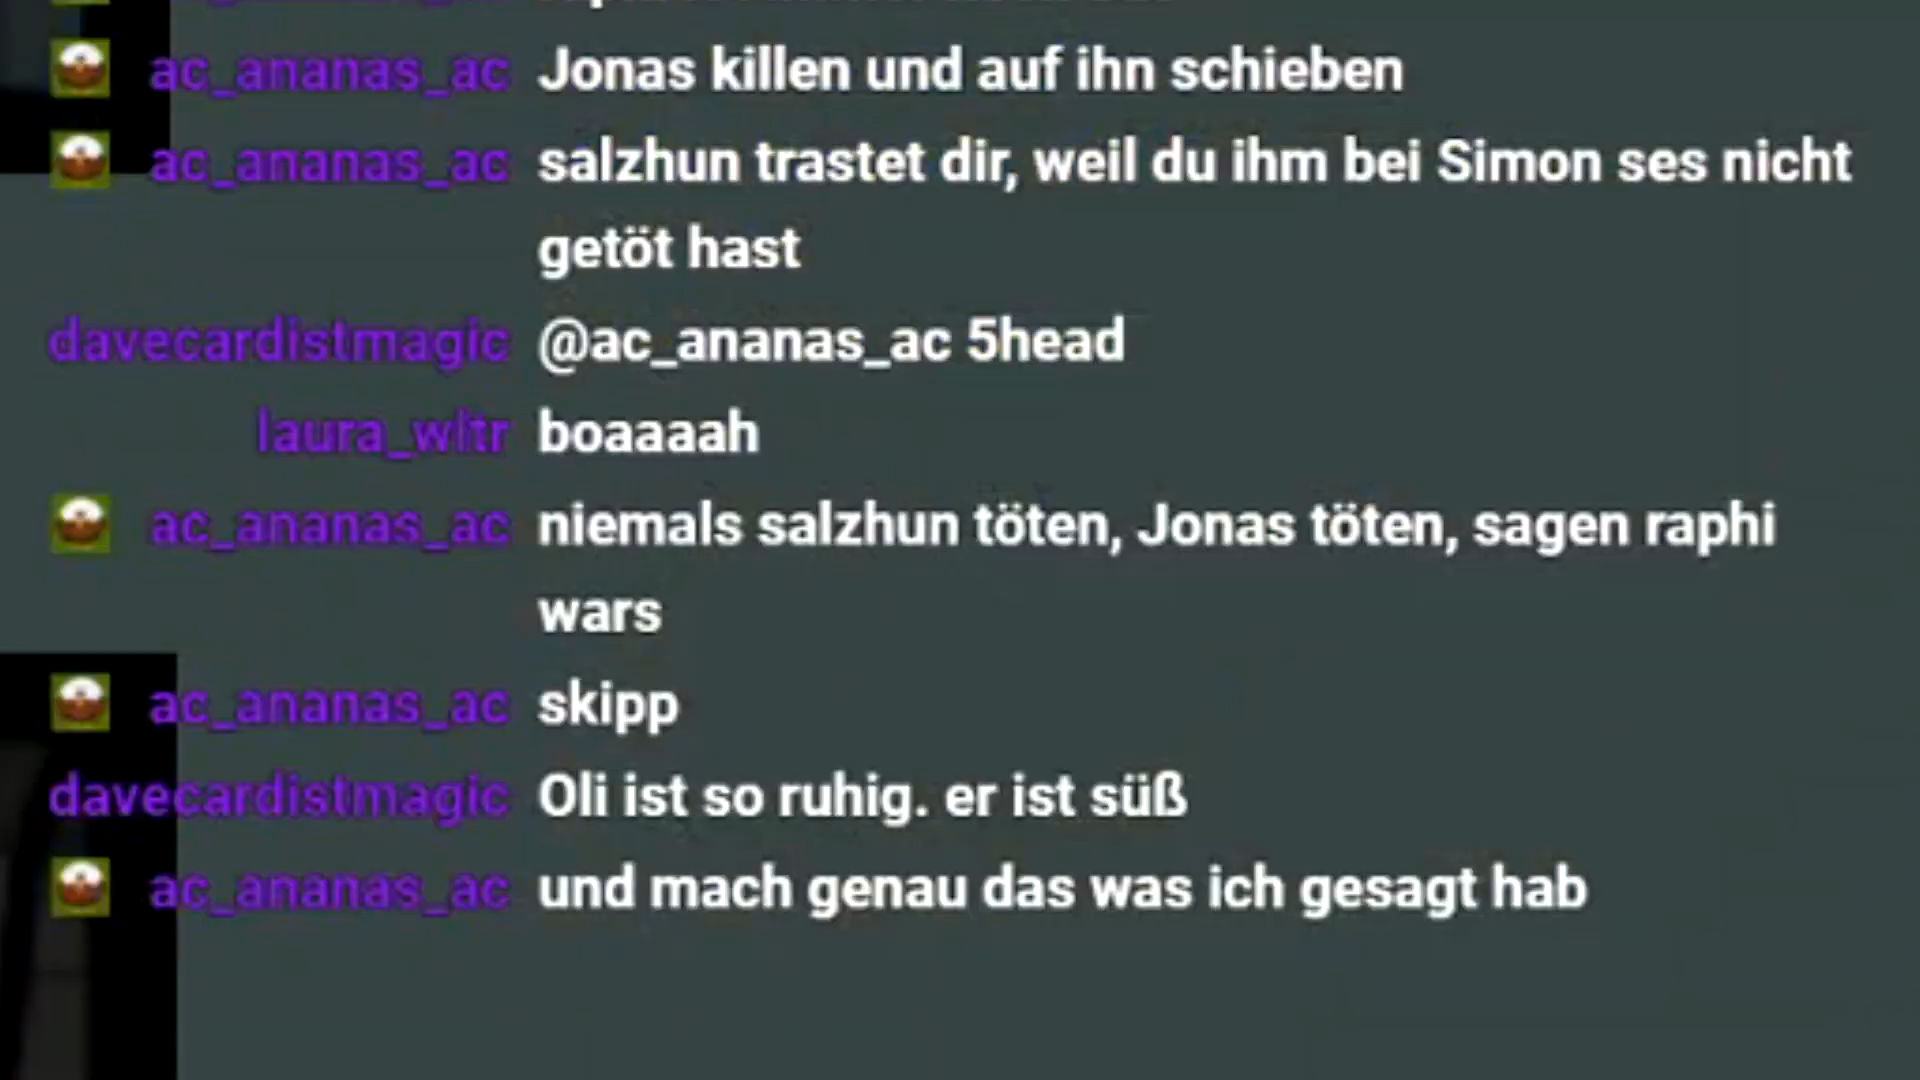 ac_ananas_ac Jonas killen und auf ihn schieben
ac_ananas_ac salzhun trastet dir, weil du ihm bei Simon ses nicht
getöt hast
davecardistmagic @ac_ananas_ac 5head
laura_wltr boaaaah
ac_ananas_ac niemals salzhun töten, Jonas töten, sagen raphi
wars
ac_ananas_ac skipp
davecardistmagic Oli ist so ruhig. er ist süß
ac_ananas_ac und mach genau das was ich gesagt hab